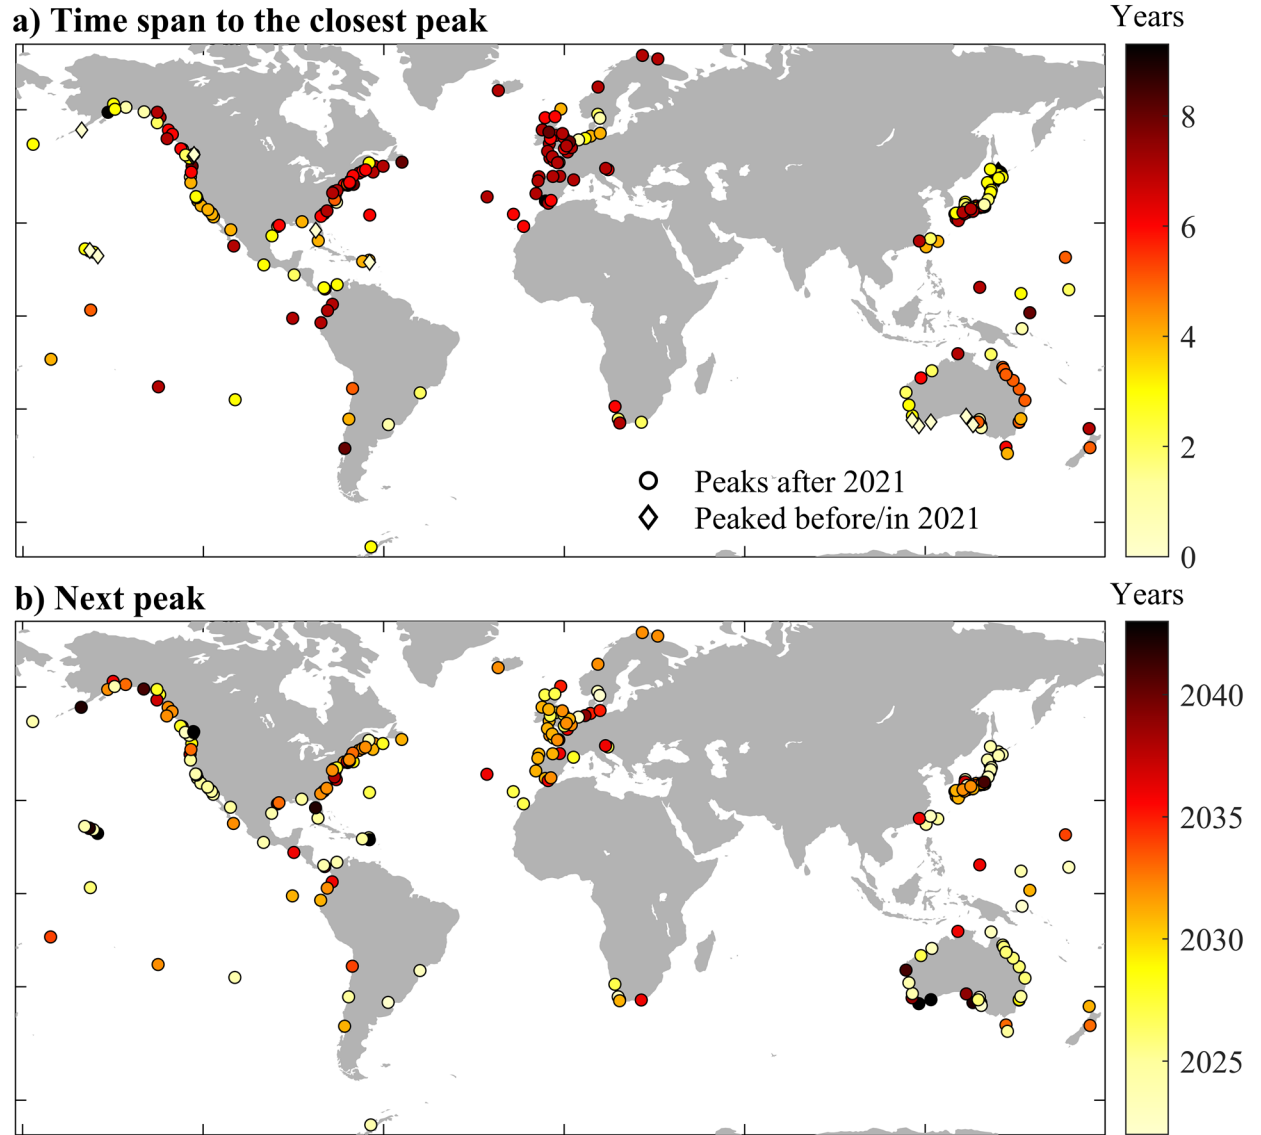 a) Time span to the closest peak
Years
8
6
4
2
0
Peaks after 2021
Peaked before/in 2021
b) Next peak
Years
2040
2035
2030
2025